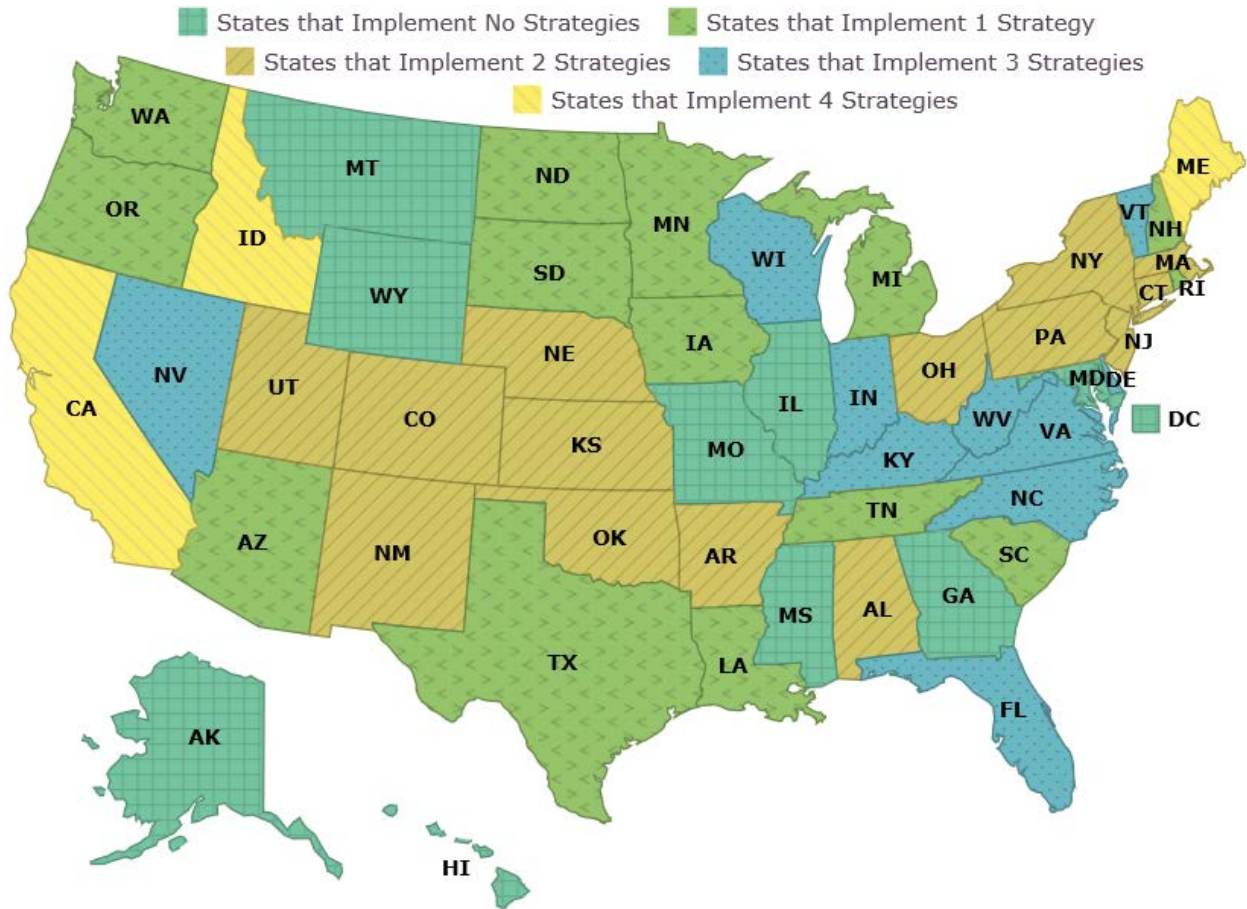 States that Implement No Strategies States that Implement 1 Strategy
States that Implement 2 Strategies States that Implement 3 Strategies
States that Implement 4 Strategies
WA
MT
ND
MN
ME
OR
ID
VT
NH
SD
WI
NY
MA
MI
WY
CT
RI
IA
NE
PA
NJ
OH
NV
UT
MD
DE
CA
CO
IL
IN
WV
DC
KS
MO
KY
VA
NC
TN
AZ
NM
OK
AR
SC
GA
MS
AL
TX
LA
FL
AK
HI